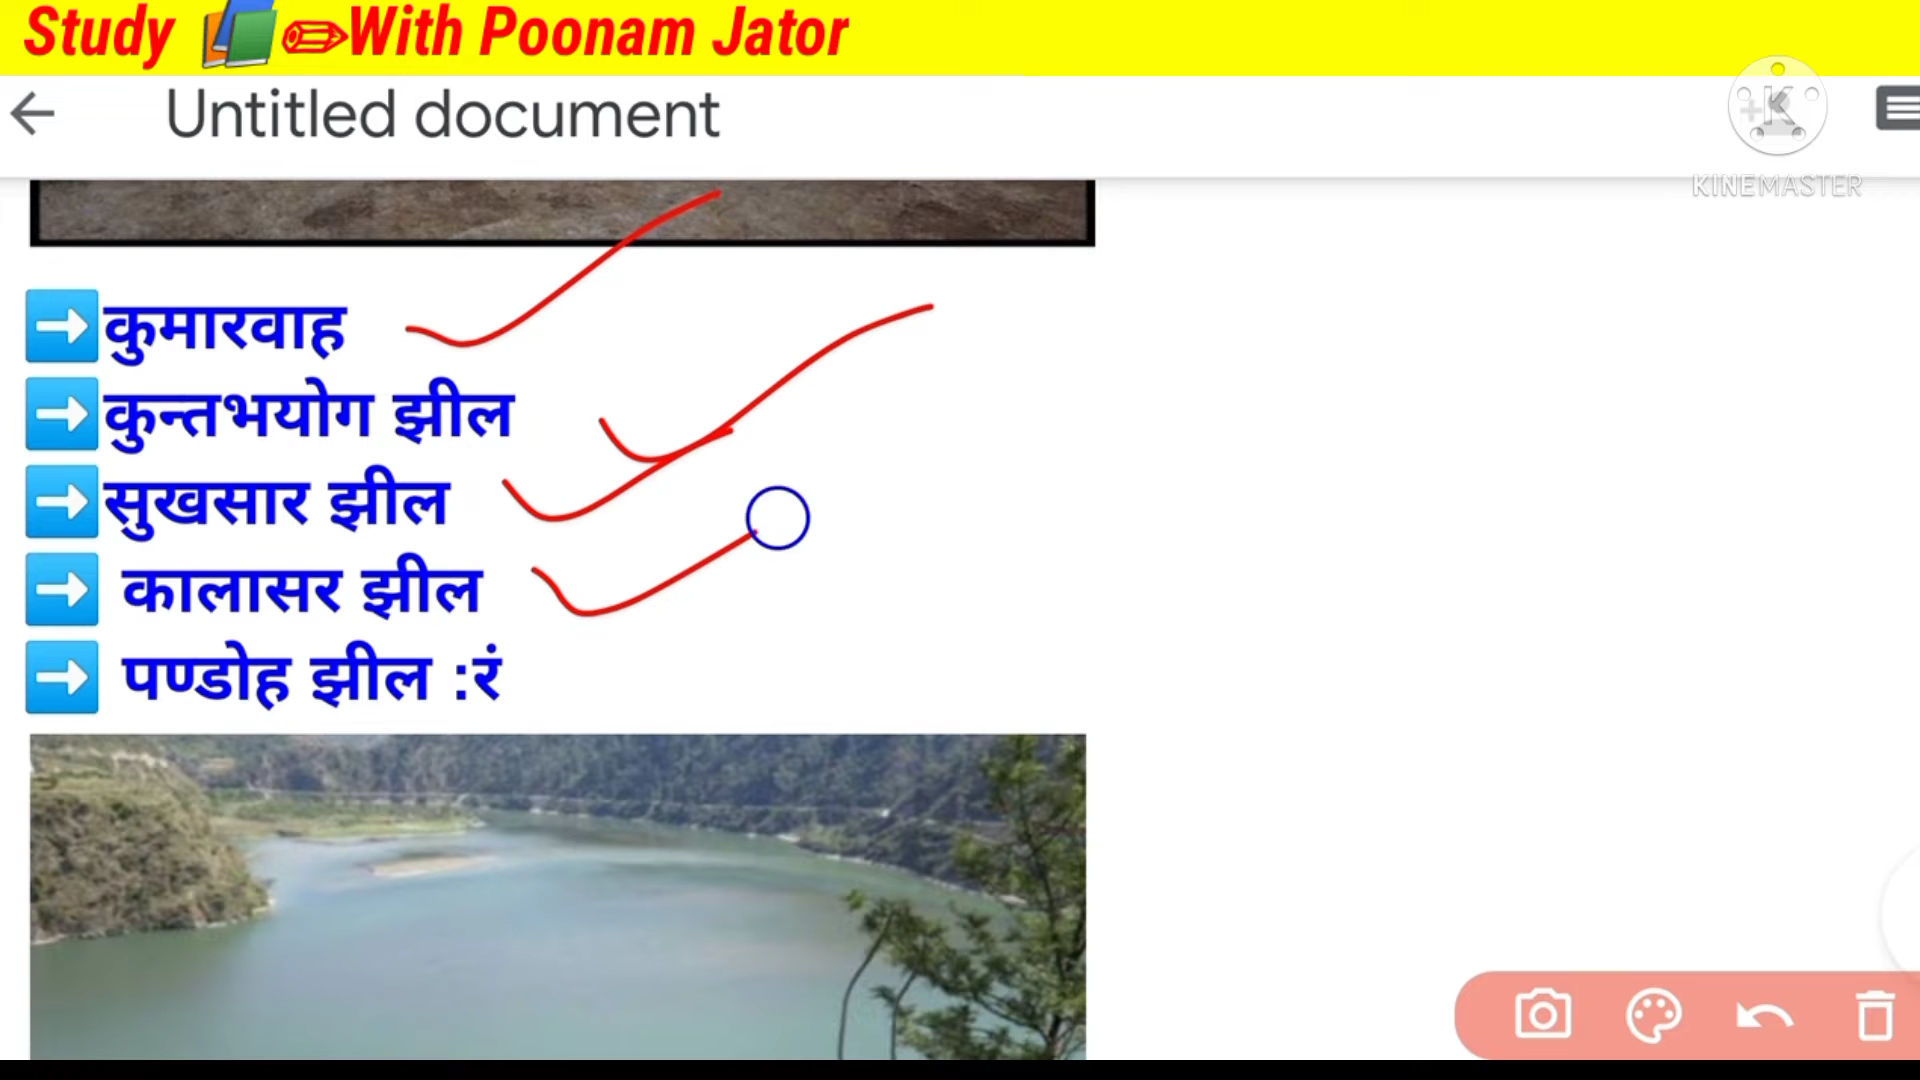 Study With Poonam Jator
Untitled document
KINEMASTER
कुमारवाह
कुन्तभयोग झील
सुखसार झील
कालासर झील
पण्डोह झील :रं